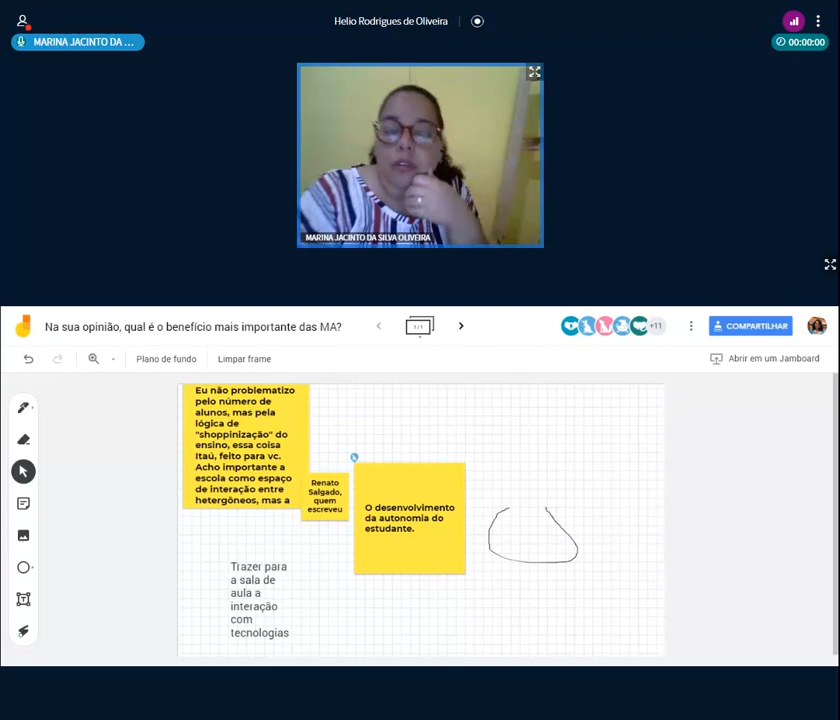 Helio Rodrigues de Oliveira
MARINA JACINTO DA ...
00:00:00
MARINA JACINTO DA SILVA OLIVEIRA
Na sua opinião, qual é o benefício mais importante das MA?
1/1
+11
COMPARTILHAR
Plano de fundo
Limpar frame
Abrir em um Jamboard
Eu não problematizo
pelo número de
alunos, mas pela
lógica de
"shoppinização" do
ensino, essa coisa
Itaú, feito para vc.
Acho importante a
escola como espaço
de interação entre
hetergôneos, mas a
Renato
Salgado,
quem
escreveu
O desenvolvimento
da autonomia do
estudante.
Trazer para
a sala de
aula a
interação
com
tecnologias